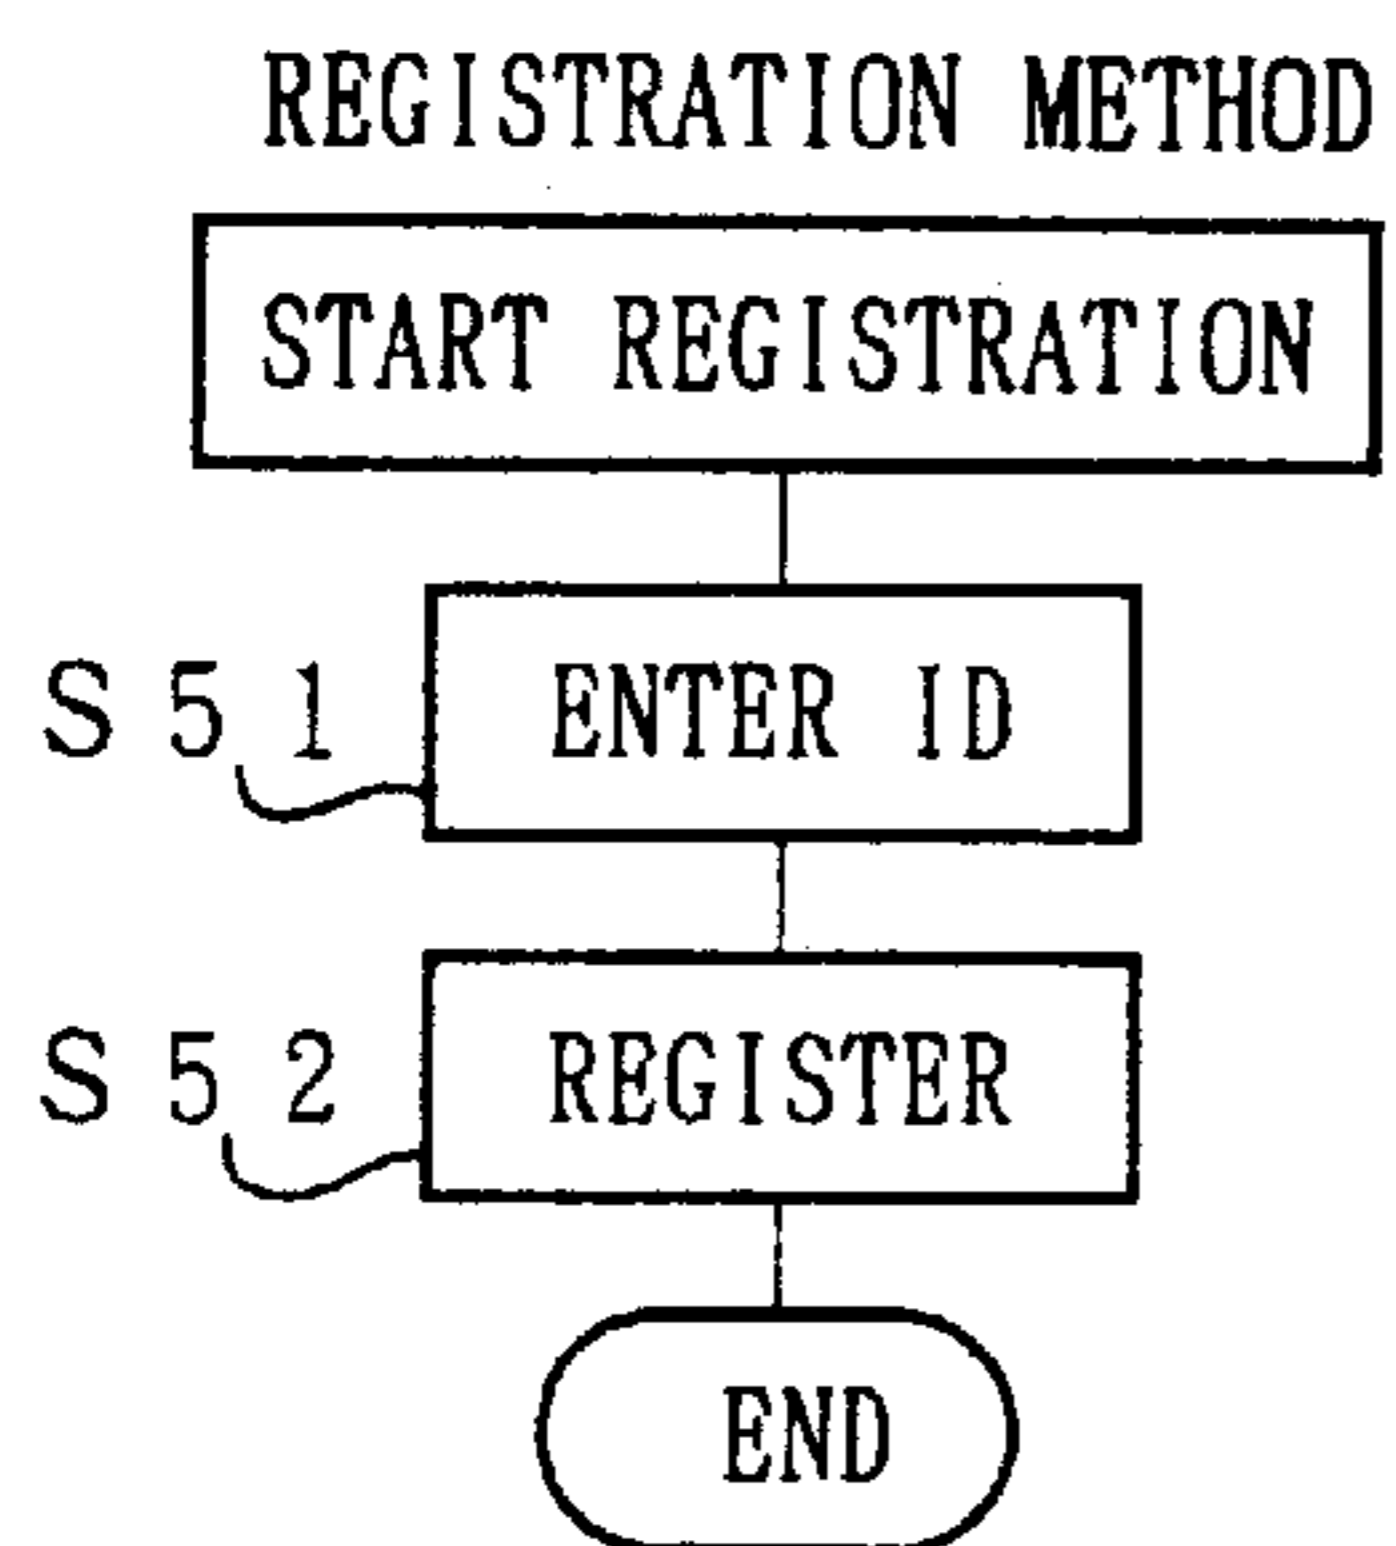 REGISTRATION METHOD
START REGISTRATION
S51 ENTER ID
S52 REGISTER
END